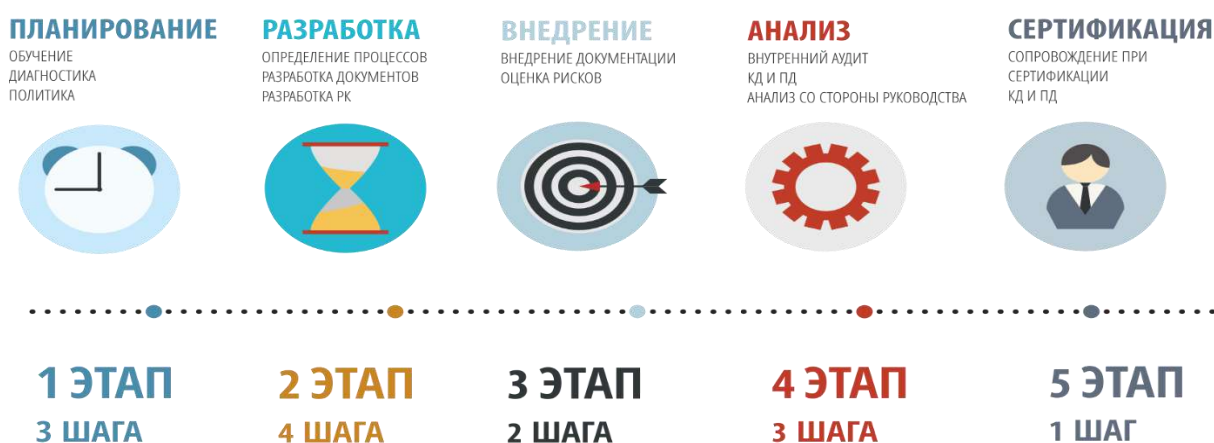 ПЛАНИРОВАНИЕ
ОБУЧЕНИЕ
ДИАГНОСТИКА
ПОЛИТИКА
РАЗРАБОТКА
ОПРЕДЕЛЕНИЕ ПРОЦЕССОВ
РАЗРАБОТКА ДОКУМЕНТОВ
РАЗРАБОТКА РК
ВНЕДРЕНИЕ
ВНЕДРЕНИЕ ДОКУМЕНТАЦИИ
ОЦЕНКА РИСКОВ
АНАЛИЗ
ВНУТРЕННИЙ АУДИТ
КД И ПД
АНАЛИЗ СО СТОРОНЫ РУКОВОДСТВА
СЕРТИФИКАЦИЯ
СОПРОВОЖДЕНИЕ ПРИ
СЕРТИФИКАЦИИ
КД И ПД
1 ЭТАП
3 ШАГА
2 ЭТАП
4 ШАГА
3 ЭТАП
2 ШАГА
4 ЭТАП
3 ШАГА
5 ЭТАП
1 ШАГ